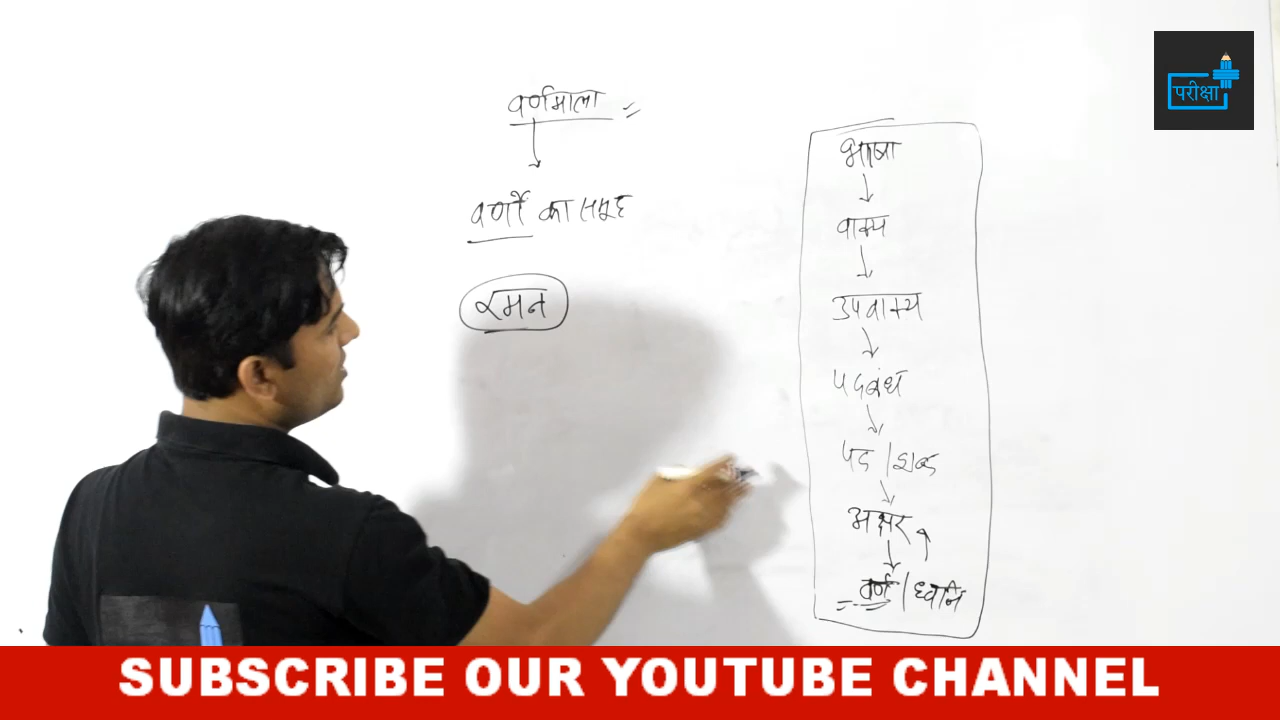 वर्णमाला
वर्णों का समूह
रमन
भाषा
वाक्य
उपवाक्य
पदबंध
पद / शब्द
अक्षर
वर्ण / ध्वनि
परीक्षा
SUBSCRIBE OUR YOUTUBE CHANNEL